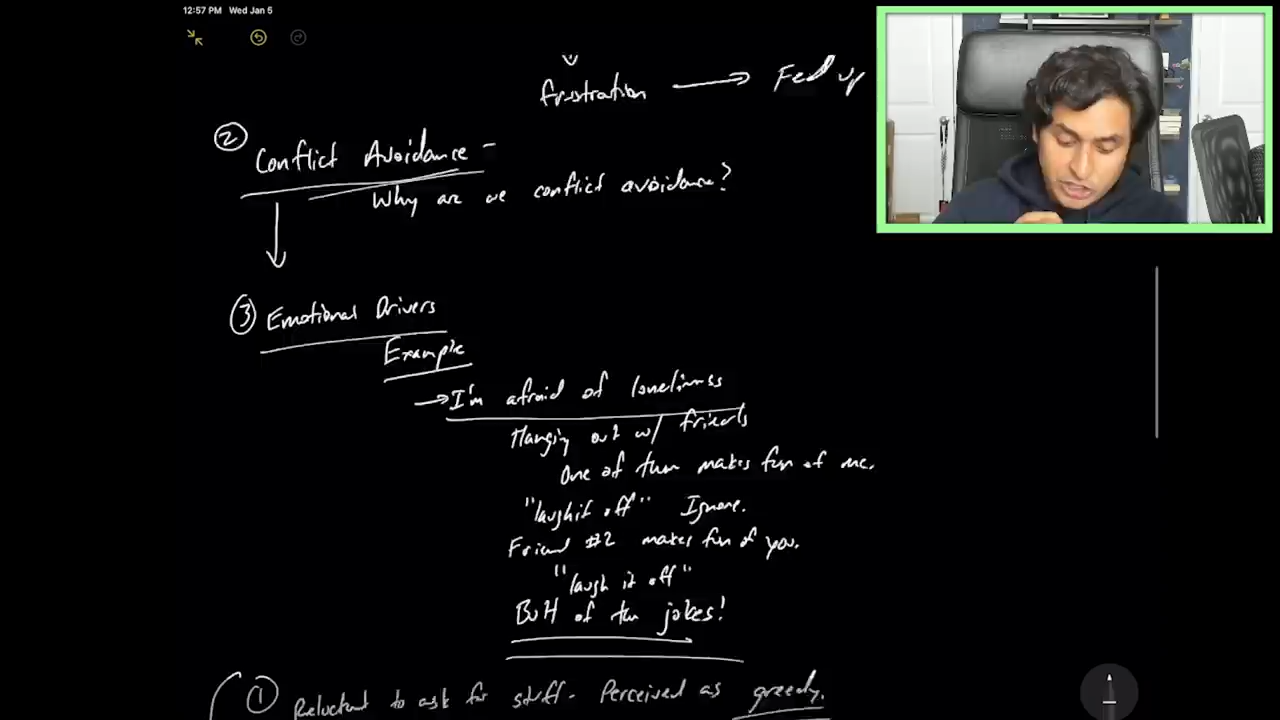 12:57 PM Wed Jan 5
frustration → Fed up
② Conflict Avoidance -
Why are we conflict avoidance?
③ Emotional Drivers
Example
→ I'm afraid of loneliness
Hanging out w/ friends
One of them makes fun of me.
"laugh it off" Ignore.
Friend #2 makes fun of you.
"laugh it off"
Butt of the jokes!
① Reluctant to ask for stuff. Perceived as greedy.